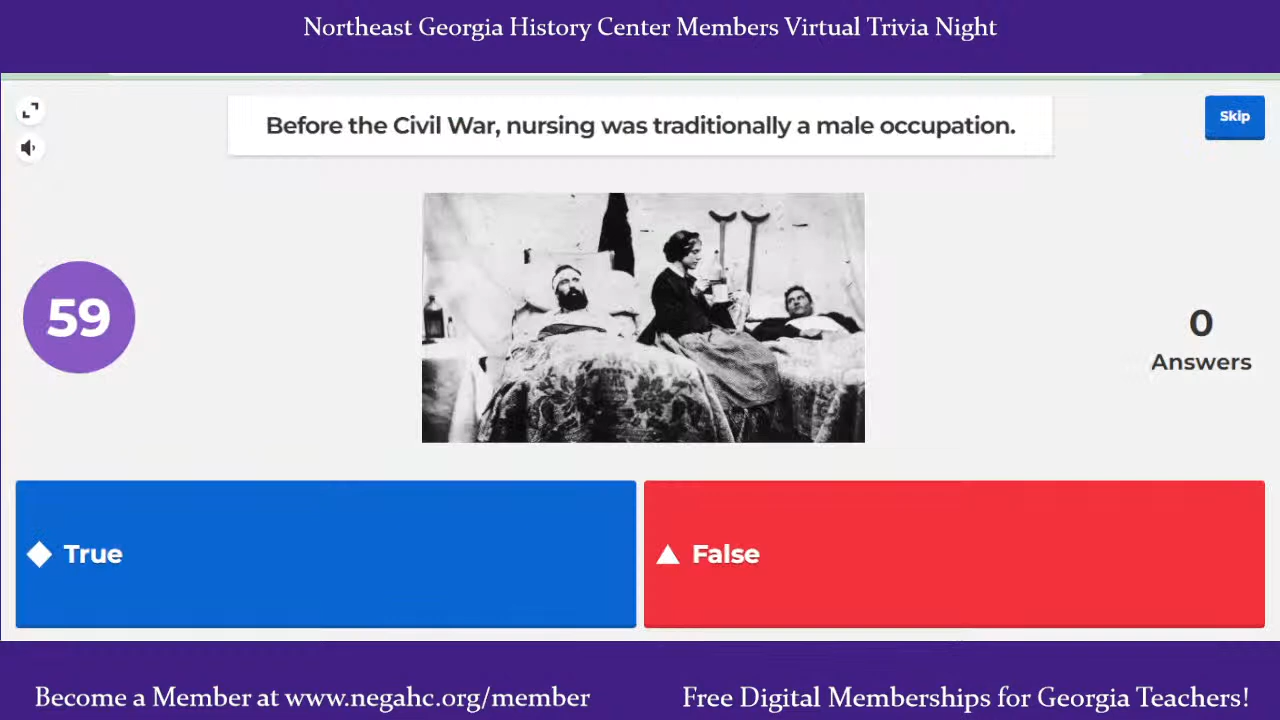 Northeast Georgia History Center Members Virtual Trivia Night
Before the Civil War, nursing was traditionally a male occupation.
Skip
59
0
Answers
True
False
Become a Member at www.negahc.org/member
Free Digital Memberships for Georgia Teachers!